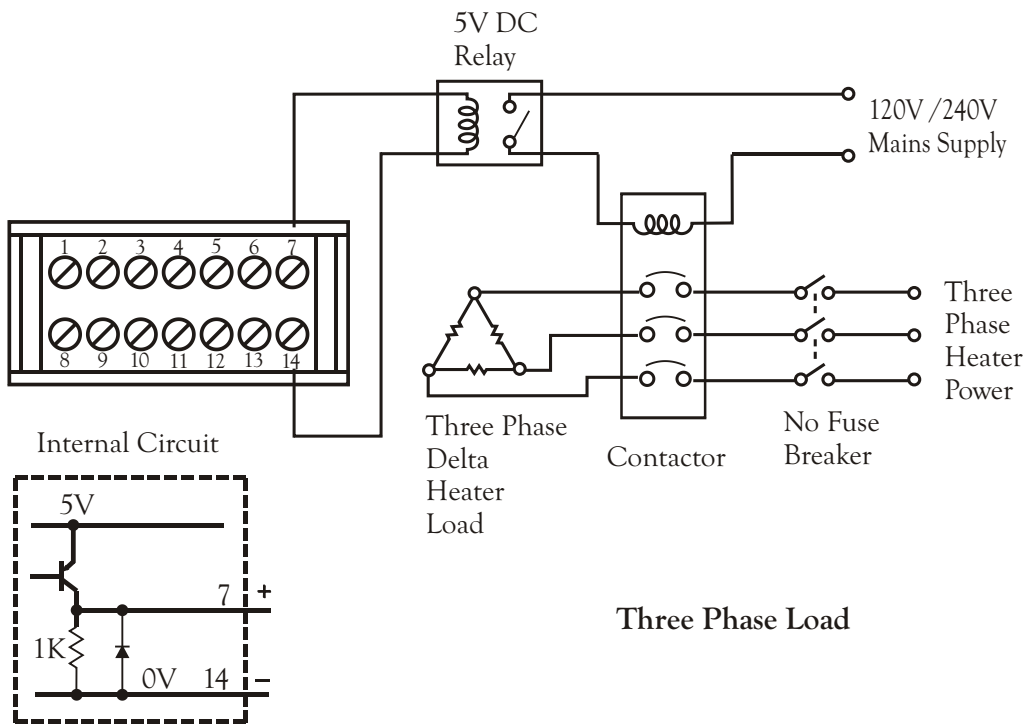 5V DC
Relay
120V /240V
Mains Supply
1 2 3 4 5 6 7
8 9 10 11 12 13 14
Three
Phase
Heater
Power
Three Phase
Delta
Heater
Load
Contactor
No Fuse
Breaker
Internal Circuit
5V
7 +
1K
0V 14 –
Three Phase Load